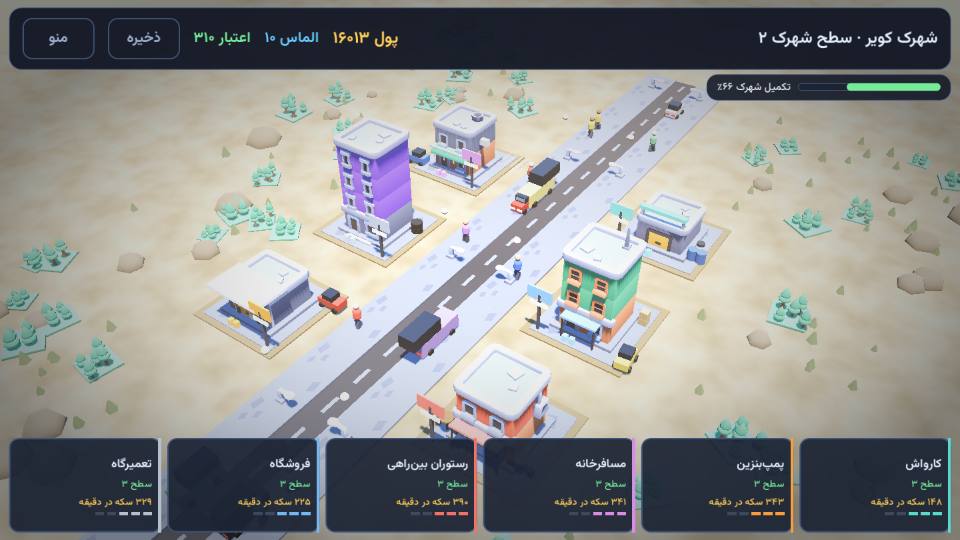 شهرک کویر · سطح شهرک ۲
پول ۱۶۰۱۳
الماس ۱۰
اعتبار ۳۱۰
ذخیره
منو
تکمیل شهرک ۶۶٪
کارواش
سطح ۳
۱۴۸ سکه در دقیقه
پمپ‌بنزین
سطح ۳
۳۴۳ سکه در دقیقه
مسافرخانه
سطح ۳
۳۴۱ سکه در دقیقه
رستوران بین‌راهی
سطح ۳
۳۹۰ سکه در دقیقه
فروشگاه
سطح ۳
۲۲۵ سکه در دقیقه
تعمیرگاه
سطح ۳
۳۲۹ سکه در دقیقه